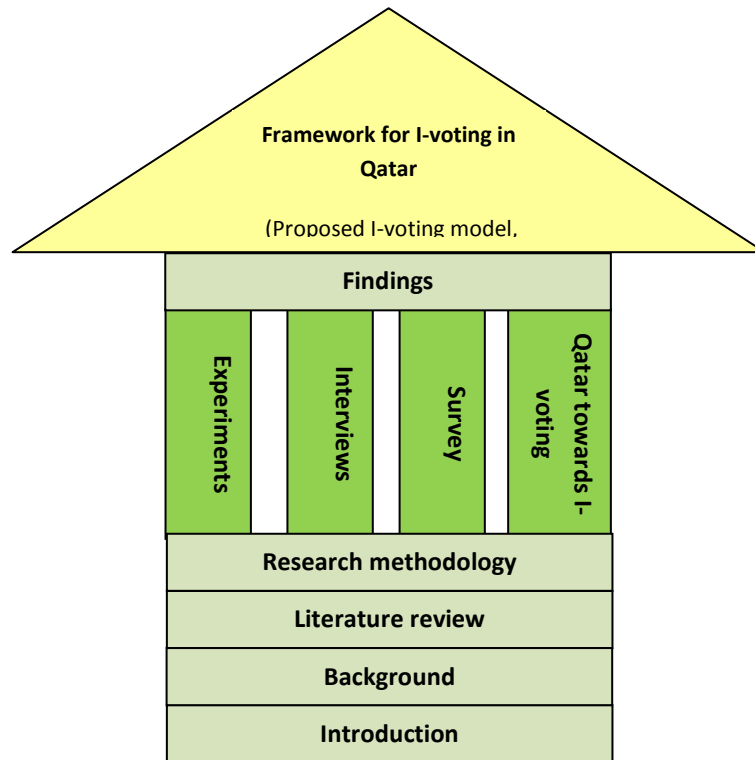 Framework for I-voting in
Qatar
(Proposed I-voting model,
Findings
Experiments
Interviews
Survey
Qatar towards I-
voting
Research methodology
Literature review
Background
Introduction